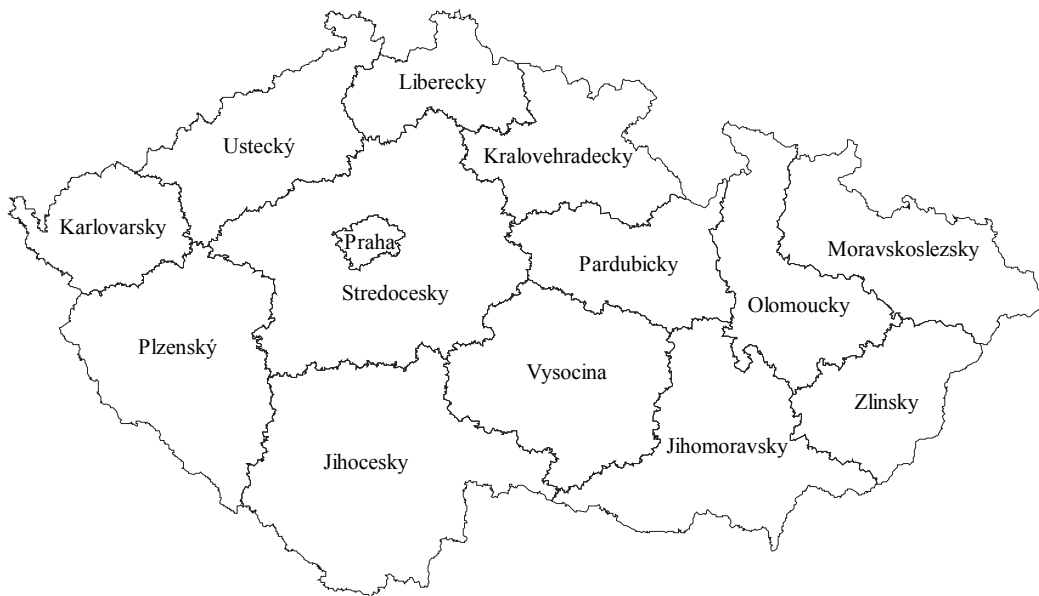 Liberecky
Ustecký
Kralovehradecky
Karlovarsky
Praha
Moravskoslezsky
Pardubicky
Stredocesky
Olomoucky
Plzenský
Vysocina
Zlinsky
Jihomoravsky
Jihocesky